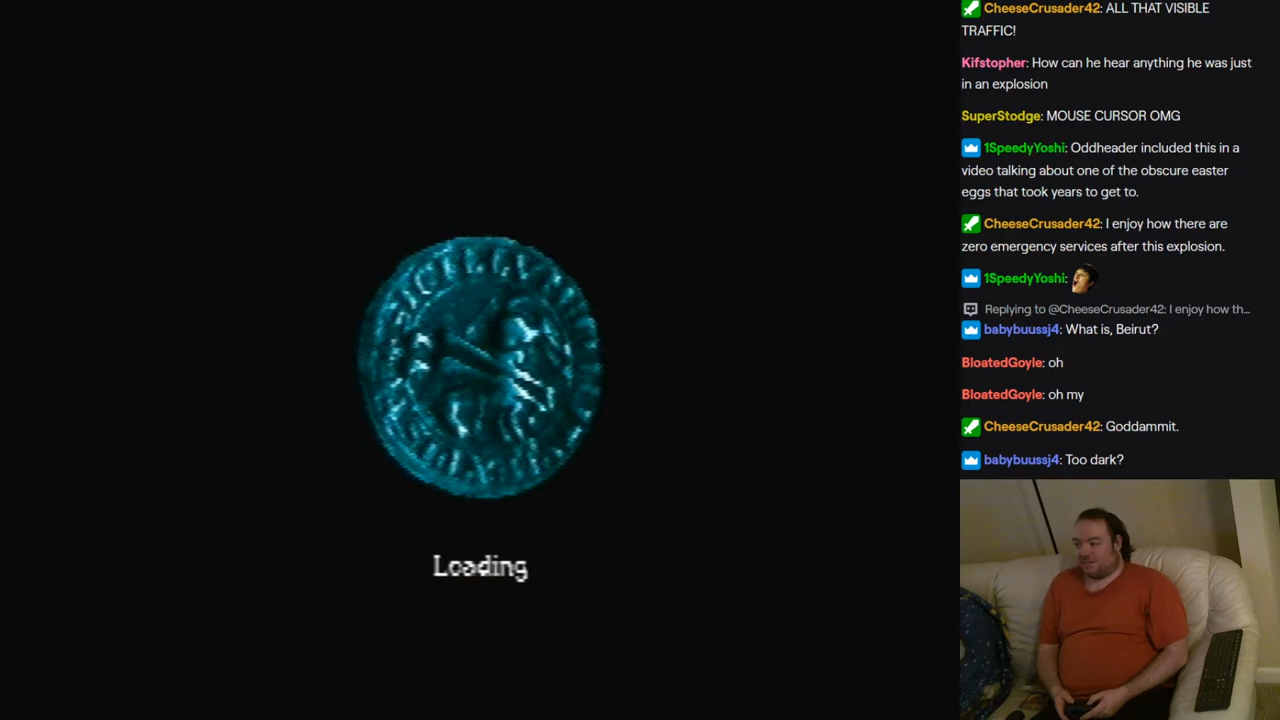 CheeseCrusader42: ALL THAT VISIBLE
TRAFFIC!
Kifstopher: How can he hear anything he was just
in an explosion
SuperStodge: MOUSE CURSOR OMG
1SpeedyYoshi: Oddheader included this in a
video talking about one of the obscure easter
eggs that took years to get to.
CheeseCrusader42: I enjoy how there are
zero emergency services after this explosion.
1SpeedyYoshi:
Replying to @CheeseCrusader42: I enjoy how th...
babybuussj4: What is, Beirut?
BloatedGoyle: oh
BloatedGoyle: oh my
CheeseCrusader42: Goddammit.
babybuussj4: Too dark?
Loading